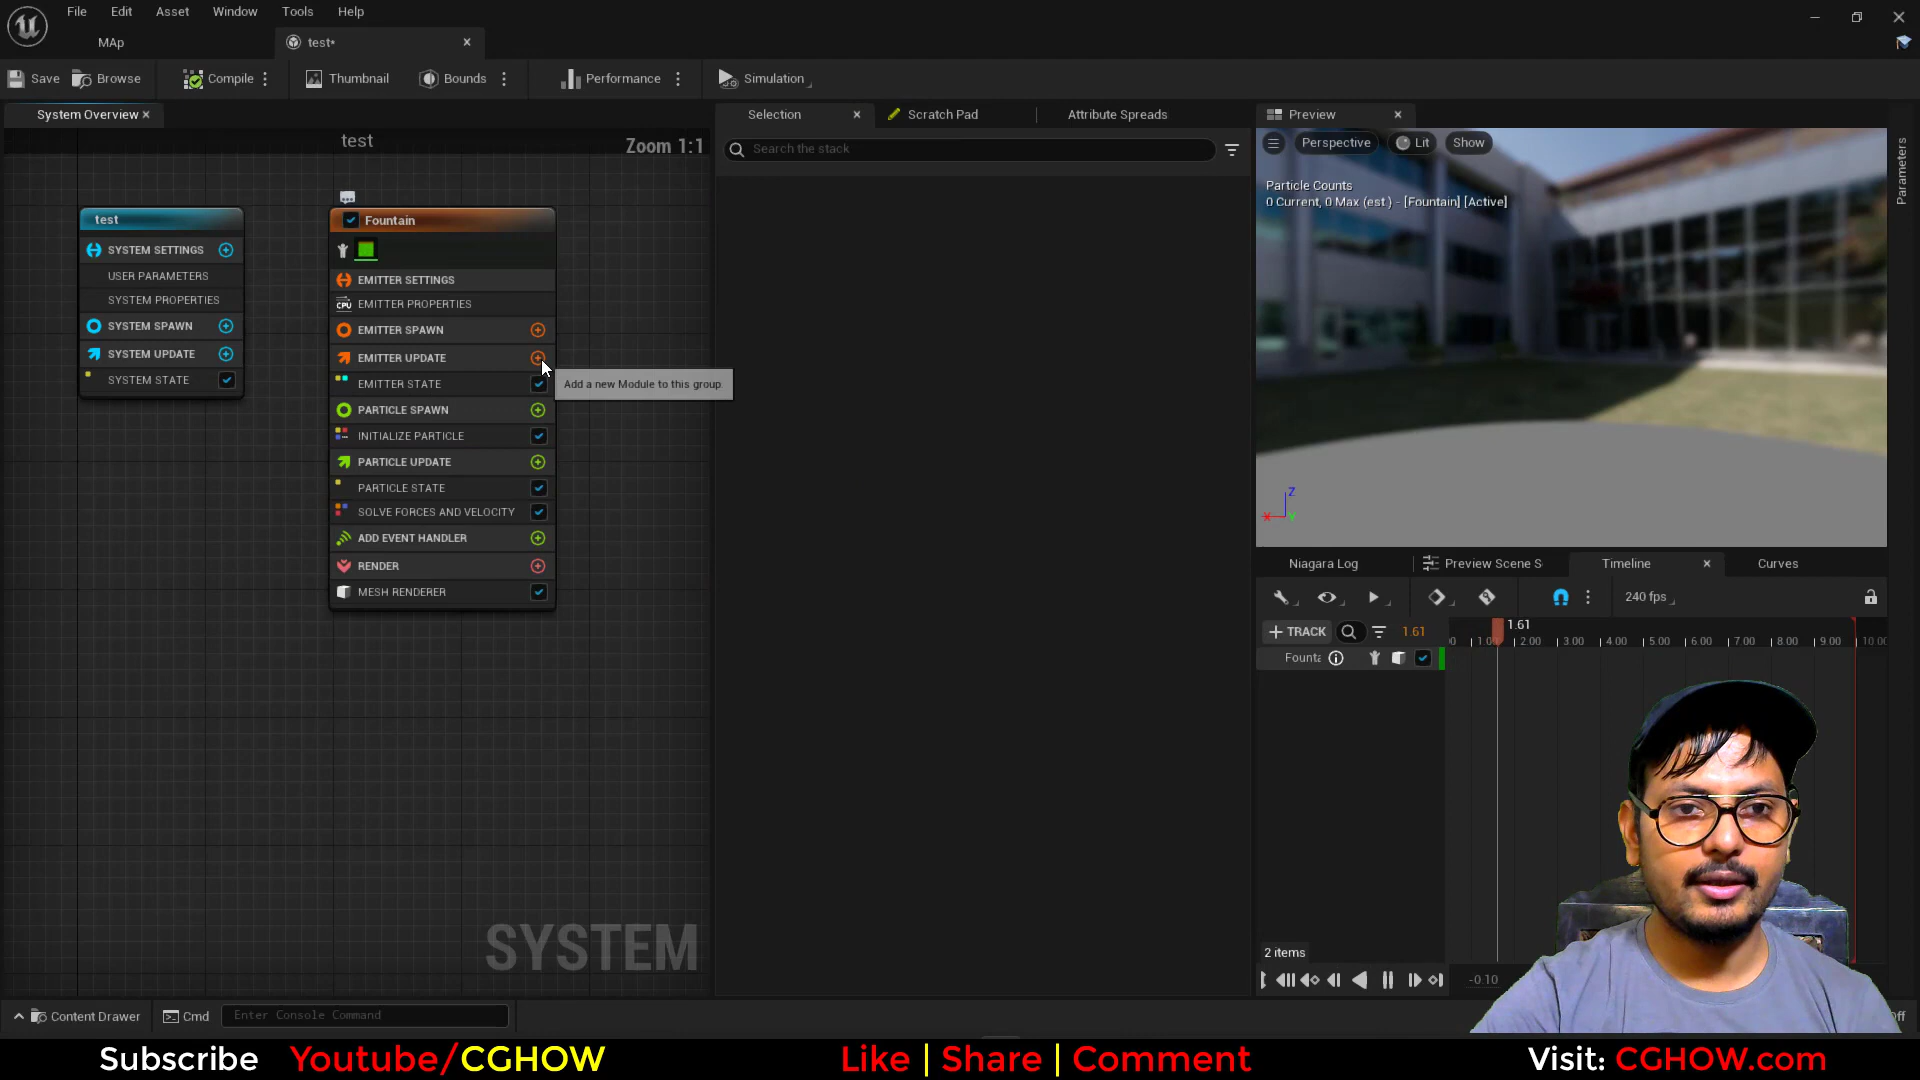 File Edit Asset Window Tools Help
MAp test*
Save Browse Compile Thumbnail Bounds Performance Simulation
System Overview Selection Scratch Pad Attribute Spreads Preview
test Zoom 1:1
Search the stack
Perspective Lit Show
Particle Counts
0 Current, 0 Max (est.) - [Fountain] [Active]
Parameters
test
SYSTEM SETTINGS
USER PARAMETERS
SYSTEM PROPERTIES
SYSTEM SPAWN
SYSTEM UPDATE
SYSTEM STATE
Fountain
EMITTER SETTINGS
CPU EMITTER PROPERTIES
EMITTER SPAWN
EMITTER UPDATE
EMITTER STATE
PARTICLE SPAWN
INITIALIZE PARTICLE
PARTICLE UPDATE
PARTICLE STATE
SOLVE FORCES AND VELOCITY
ADD EVENT HANDLER
RENDER
MESH RENDERER
Add a new Module to this group
Z
X Y
Niagara Log Preview Scene S Timeline Curves
240 fps
TRACK 1.61 1.61
2.00 3.00 4.00 5.00 6.00 7.00 8.00 9.00
Founta
2 items
-0.10
SYSTEM
Content Drawer Cmd Enter Console Command
Subscribe Youtube/CGHOW Like | Share | Comment Visit: CGHOW.com